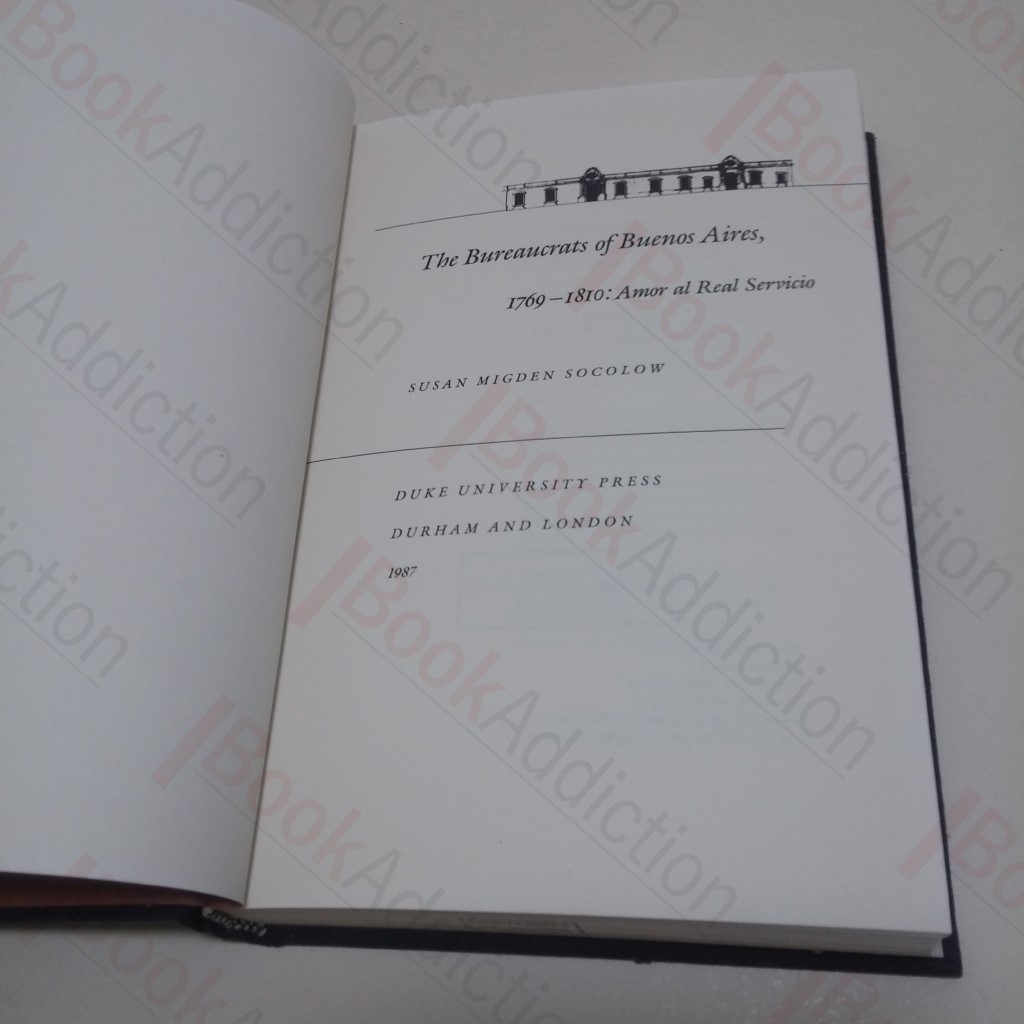 The Bureaucrats of Buenos Aires,
1769–1810: Amor al Real Servicio
SUSAN MIGDEN SOCOLOW
DUKE UNIVERSITY PRESS
DURHAM AND LONDON
1987
BookAddiction